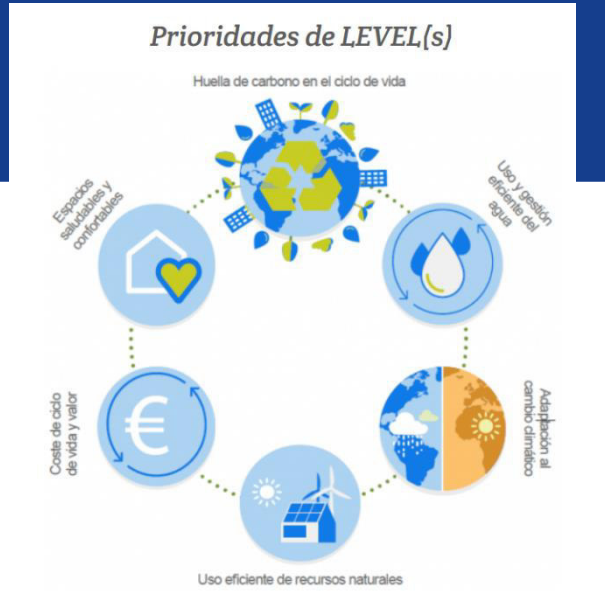 Prioridades de LEVEL(s)
Huella de carbono en el ciclo de vida
Uso y gestión
eficiente del
agua
Adaptación al
cambio climático
Uso eficiente de recursos naturales
Coste de ciclo
de vida y valor
€
Espacios
saludables y
confortables